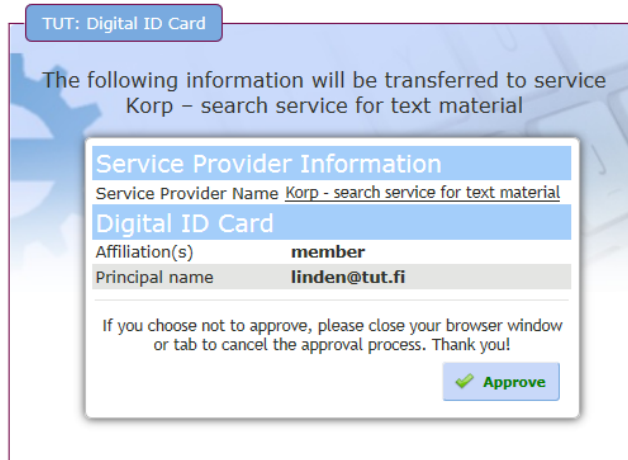 TUT: Digital ID Card
The following information will be transferred to service
Korp – search service for text material
Service Provider Information
Service Provider Name Korp - search service for text material
Digital ID Card
Affiliation(s) member
Principal name linden@tut.fi
If you choose not to approve, please close your browser window
or tab to cancel the approval process. Thank you!
Approve